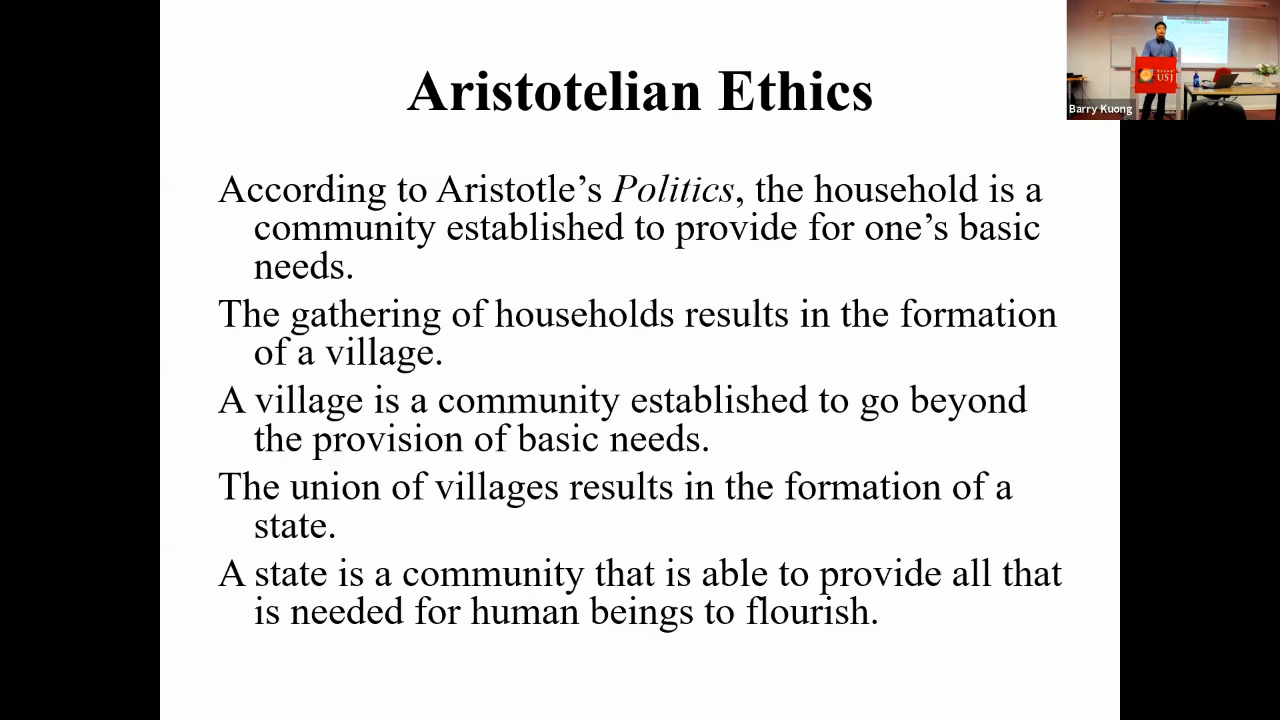 Aristotelian Ethics
According to Aristotle’s Politics, the household is a
community established to provide for one’s basic
needs.
The gathering of households results in the formation
of a village.
A village is a community established to go beyond
the provision of basic needs.
The union of villages results in the formation of a
state.
A state is a community that is able to provide all that
is needed for human beings to flourish.
USJ
Barry Kuong